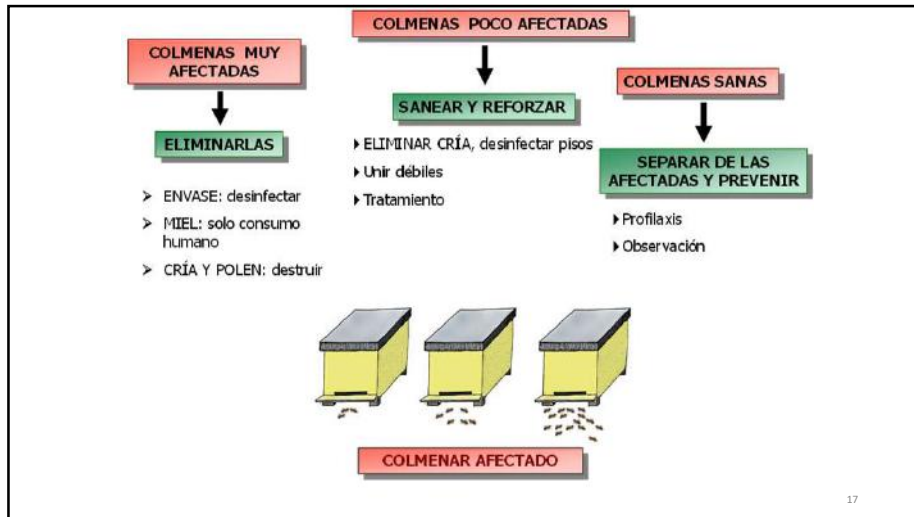 COLMENAS MUY
AFECTADAS
ELIMINARLAS
ENVASE: desinfectar
MIEL: solo consumo
humano
CRÍA Y POLEN: destruir
COLMENAS POCO AFECTADAS
SANEAR Y REFORZAR
ELIMINAR CRÍA, desinfectar pisos
Unir débiles
Tratamiento
COLMENAS SANAS
SEPARAR DE LAS
AFECTADAS Y PREVENIR
Profilaxis
Observación
COLMENAR AFECTADO
17